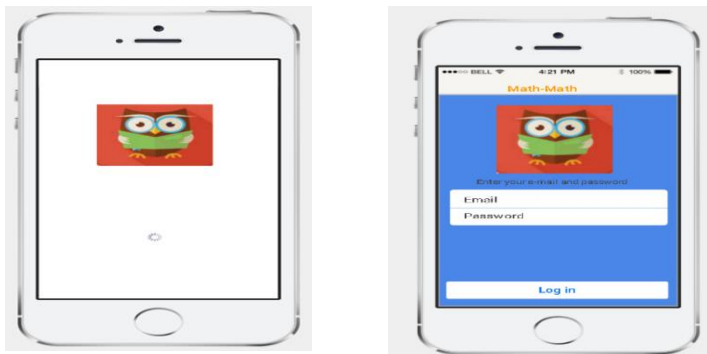 BELL 4:21 PM 100%
Math-Math
Enter your e-mail and password
Email
Password
Log in